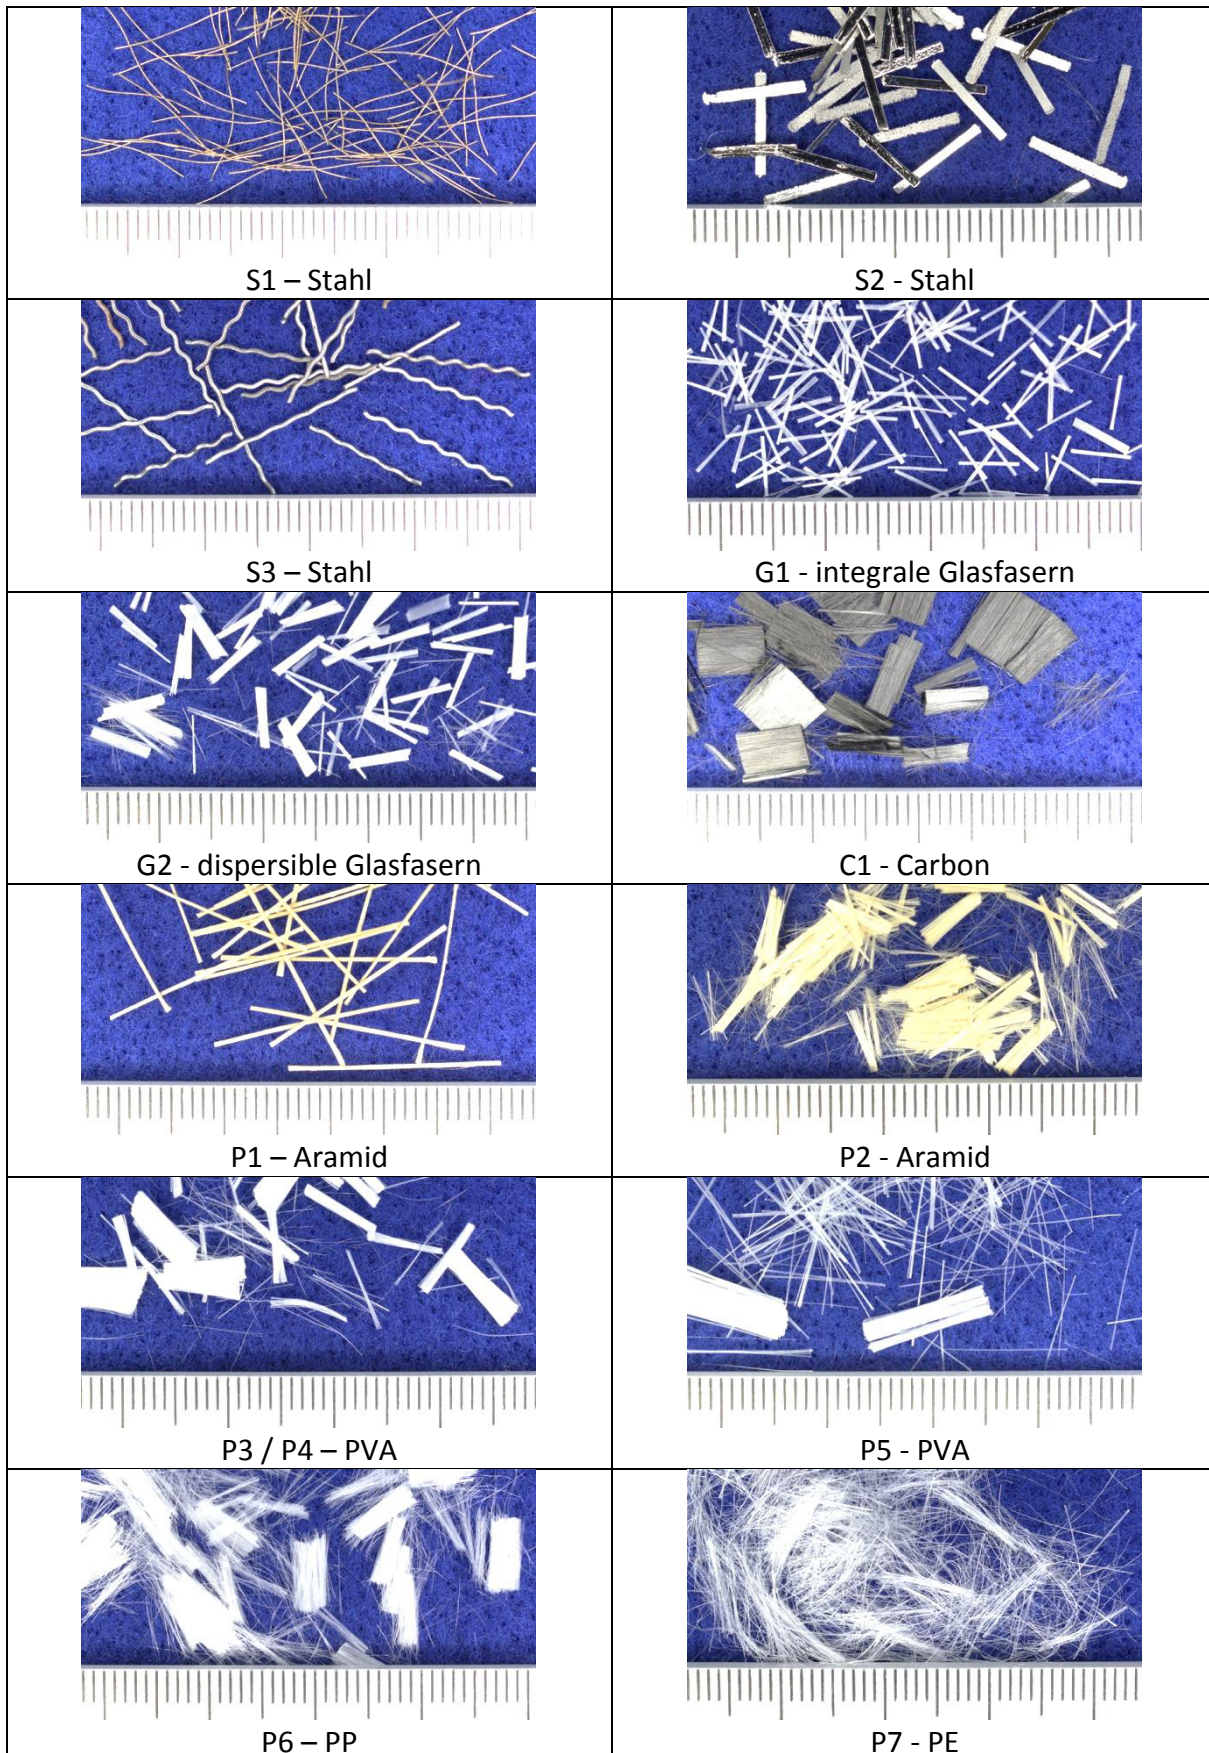 S1 – Stahl
S2 - Stahl
S3 – Stahl
G1 - integrale Glasfasern
G2 - dispersible Glasfasern
C1 - Carbon
P1 – Aramid
P2 - Aramid
P3 / P4 – PVA
P5 - PVA
P6 – PP
P7 - PE